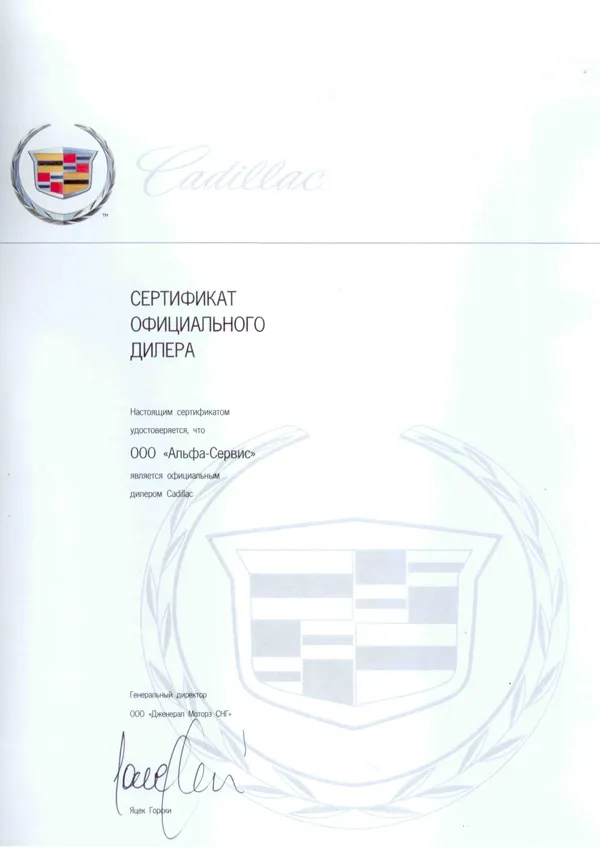 Cadillac
TM
СЕРТИФИКАТ
ОФИЦИАЛЬНОГО
ДИЛЕРА
Настоящим сертификатом
удостоверяется, что
ООО «Альфа-Сервис»
является официальным
дилером Cadillac
Генеральный директор
ООО «Дженерал Моторз СНГ»
Яцек Горски